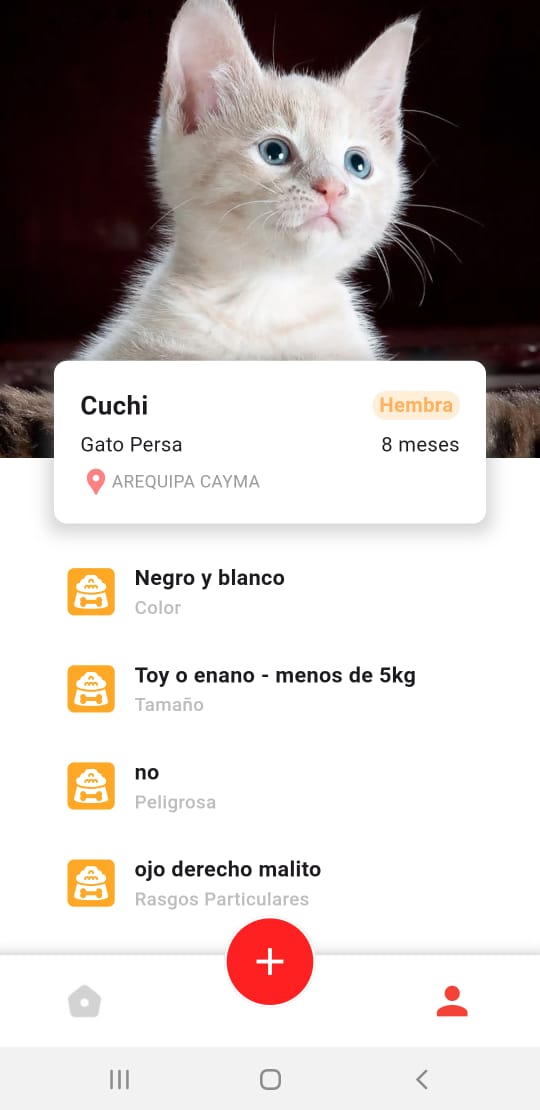 Cuchi
Hembra
Gato Persa
8 meses
AREQUIPA CAYMA
Negro y blanco
Color
Toy o enano - menos de 5kg
Tamaño
no
Peligrosa
ojo derecho malito
Rasgos Particulares